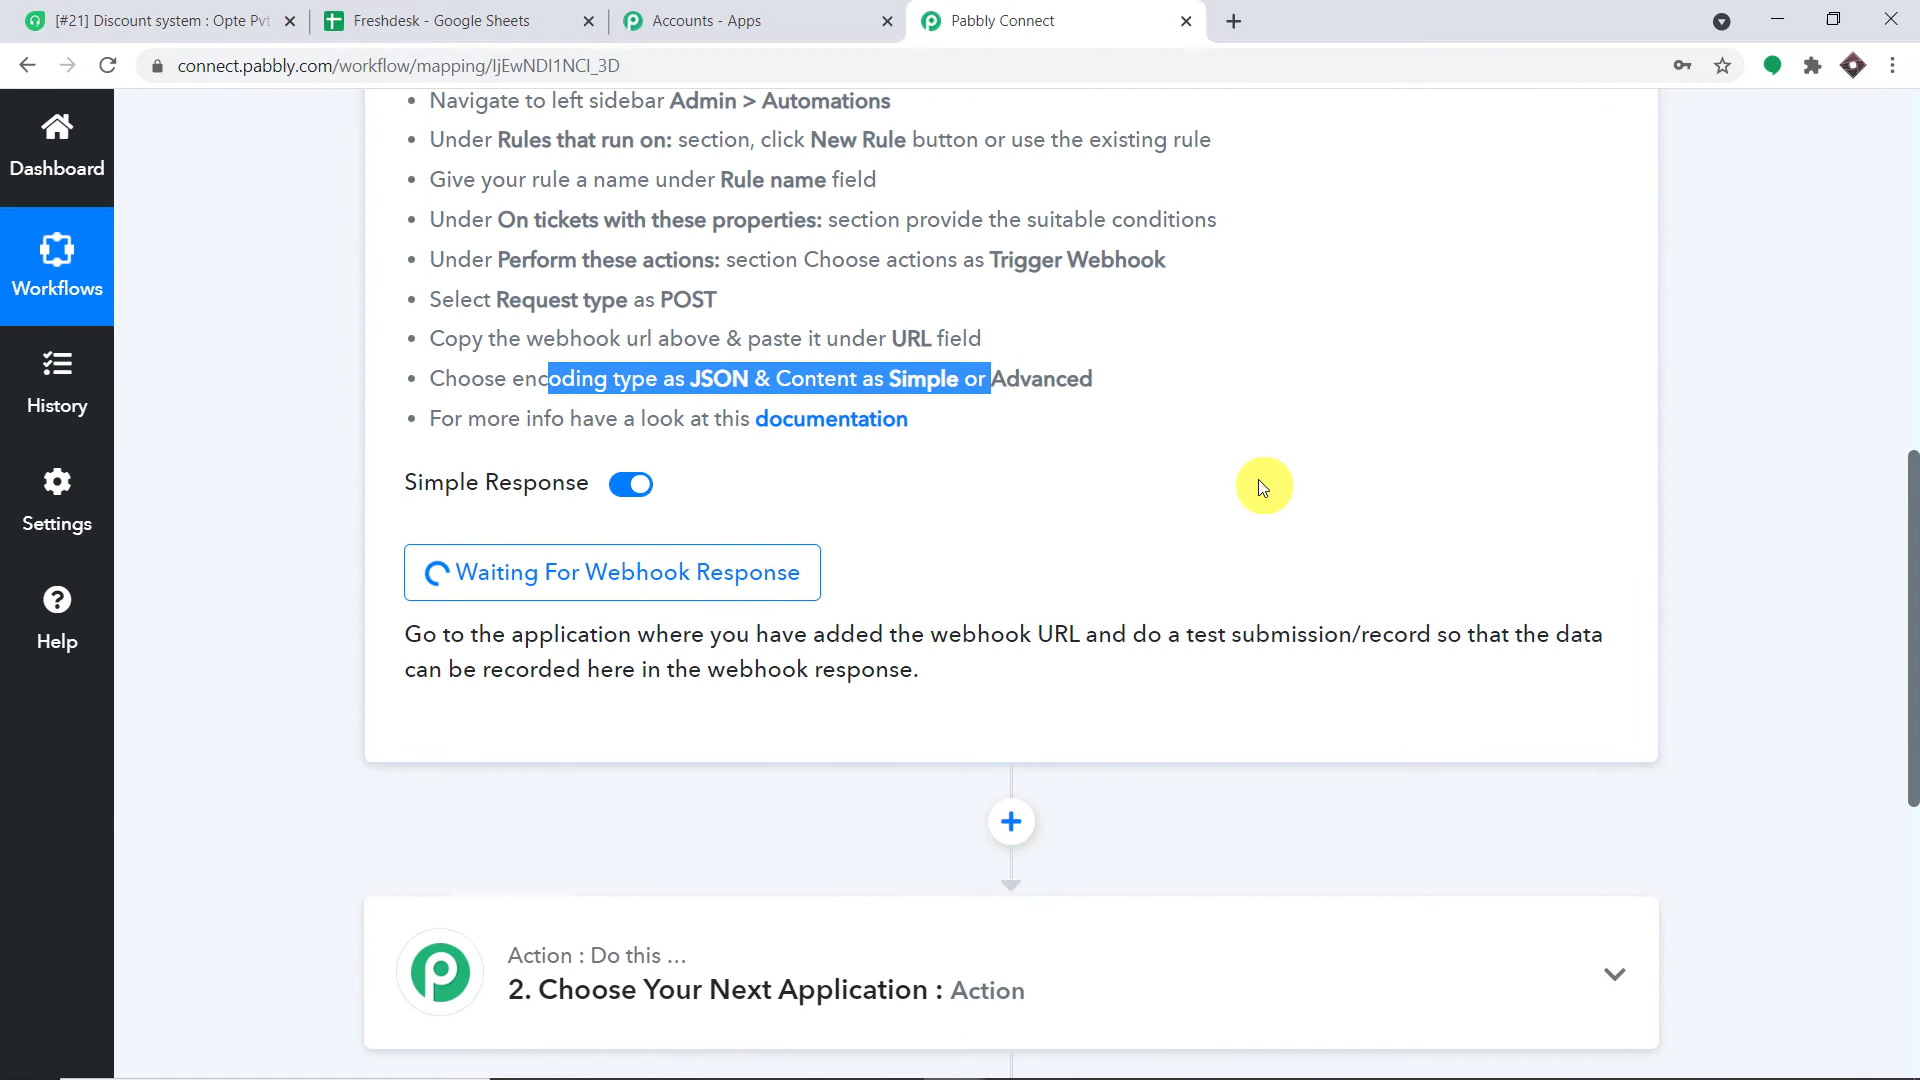 [#21] Discount system : Opte Pvt
Freshdesk - Google Sheets
Accounts - Apps
Pabbly Connect
connect.pabbly.com/workflow/mapping/IjEwNDI1NCI_3D
Dashboard
Workflows
History
Settings
Help
• Navigate to left sidebar Admin > Automations
• Under Rules that run on: section, click New Rule button or use the existing rule
• Give your rule a name under Rule name field
• Under On tickets with these properties: section provide the suitable conditions
• Under Perform these actions: section Choose actions as Trigger Webhook
• Select Request type as POST
• Copy the webhook url above & paste it under URL field
• Choose encoding type as JSON & Content as Simple or Advanced
• For more info have a look at this documentation
Simple Response
Waiting For Webhook Response
Go to the application where you have added the webhook URL and do a test submission/record so that the data
can be recorded here in the webhook response.
Action : Do this ...
2. Choose Your Next Application : Action